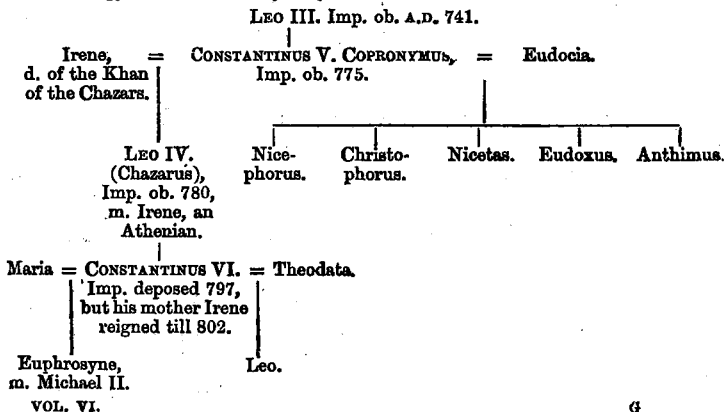 LEO III. Imp. ob. A.D. 741.
Irene, = CONSTANTINUS V. COPRONYMUS, = Eudocia.
d. of the Khan Imp. ob. 775.
of the Chazars.
LEO IV. Nice- Christo- Nicetas. Eudoxus. Anthimus.
(Chazarus), phorus. phorus.
Imp. ob. 780,
m. Irene, an
Athenian.
Maria = CONSTANTINUS VI. = Theodata.
Imp. deposed 797,
but his mother Irene
reigned till 802.
Euphrosyne, Leo.
m. Michael II.
VOL. VI. G